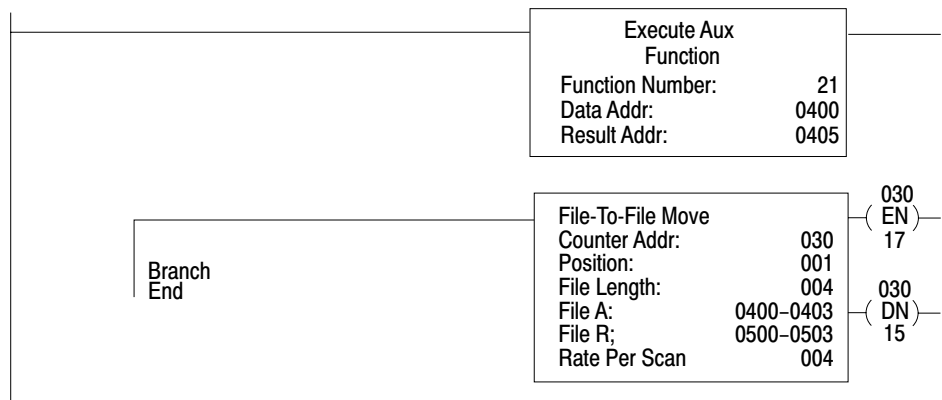 Execute Aux
Function
Function Number: 21
Data Addr: 0400
Result Addr: 0405
File-To-File Move
Counter Addr: 030
Position: 001
File Length: 004
File A: 0400–0403
File R; 0500–0503
Rate Per Scan 004
030
EN
17
030
DN
15
Branch
End